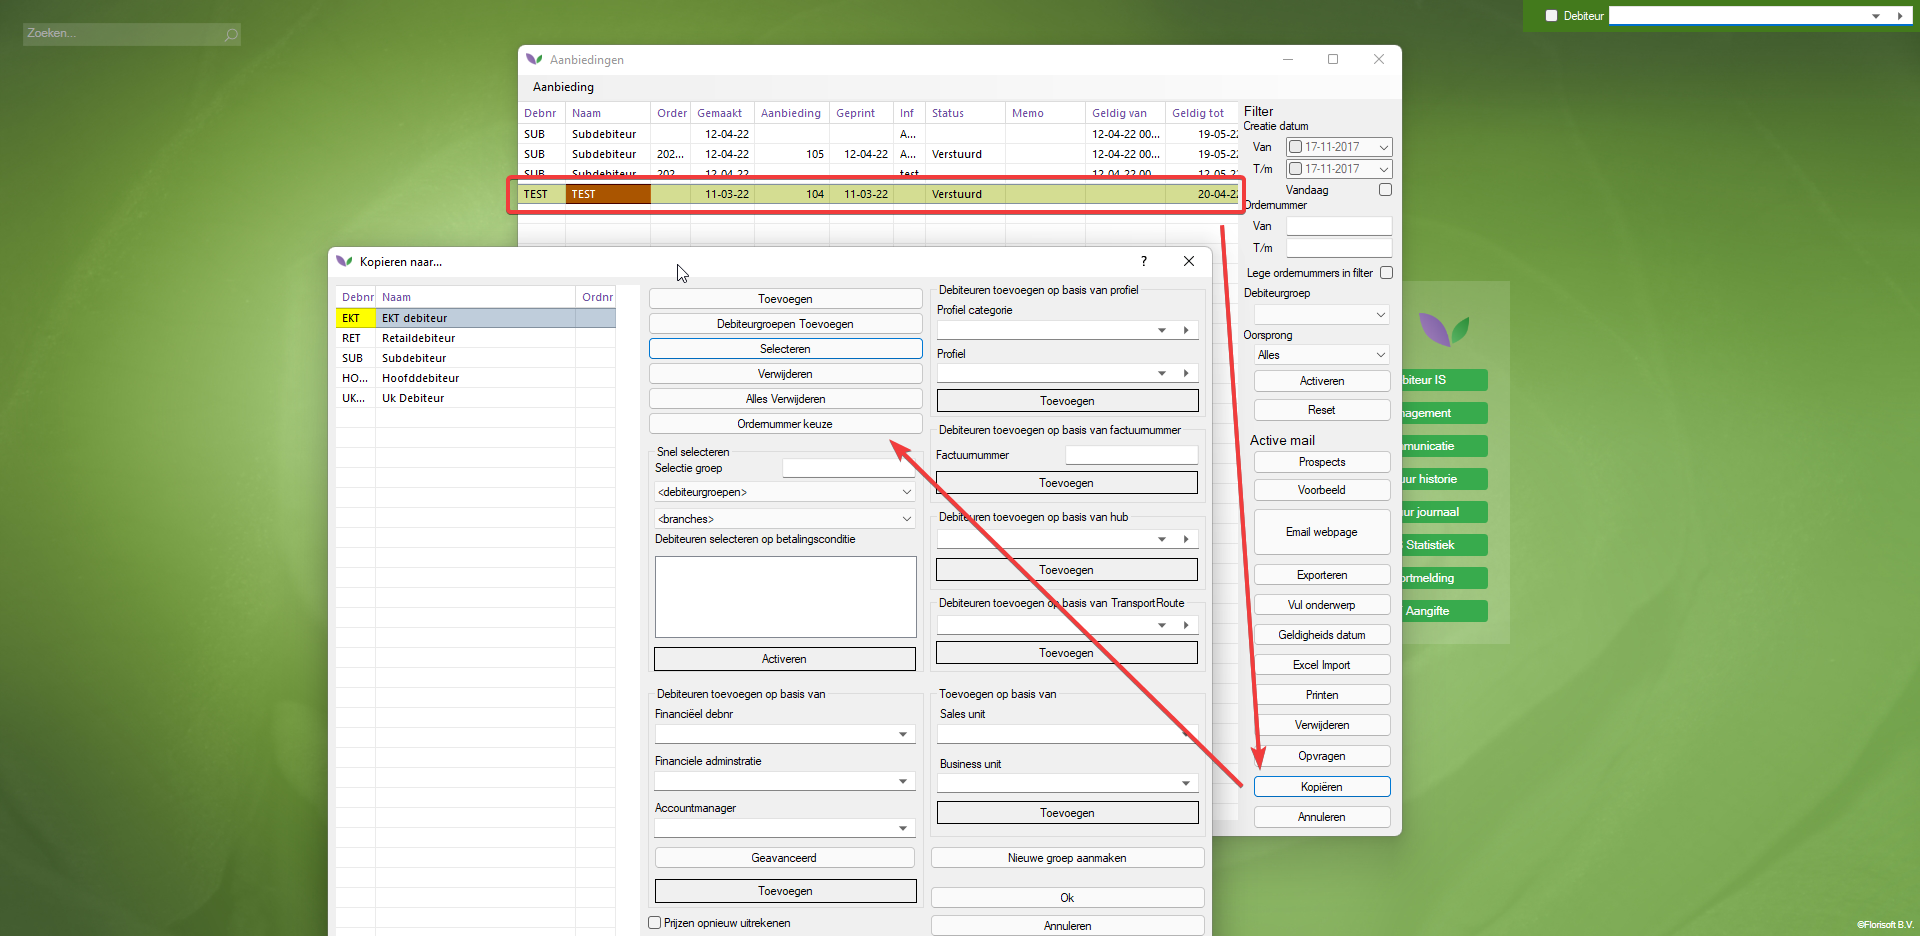 Zoeken...
Debiteur
Aanbiedingen
Aanbieding
Debnr Naam Order Gemaakt Aanbieding Geprint Inf Status Memo Geldig van Geldig tot
SUB Subdebiteur 12-04-22 A... 12-04-22 00... 19-05-22
SUB Subdebiteur 202... 12-04-22 105 12-04-22 A... Verstuurd 12-04-22 00... 19-05-22
SUB Subdebiteur 202... 12-04-22 test 12-04-22 00... 12-05-22
TEST TEST 11-03-22 104 11-03-22 Verstuurd 20-04-22
Filter
Creatie datum
Van 17-11-2017
T/m 17-11-2017
Vandaag
Ordernummer
Van
T/m
Lege ordernummers in filter
Debiteurgroep
Oorsprong
Alles
Activeren
Reset
Active mail
Prospects
Voorbeeld
Email webpage
Exporteren
Vul onderwerp
Geldigheids datum
Excel Import
Printen
Verwijderen
Opvragen
Kopiëren
Annuleren
Kopieren naar...
?
Debnr Naam Ordnr
EKT EKT debiteur
RET Retaildebiteur
SUB Subdebiteur
HO... Hoofddebiteur
UK... Uk Debiteur
Toevoegen
Debiteurgroepen Toevoegen
Selecteren
Verwijderen
Alles Verwijderen
Ordernummer keuze
Snel selecteren
Selectie groep
<debiteurgroepen>
<branches>
Debiteuren selecteren op betalingsconditie
Activeren
Debiteuren toevoegen op basis van
Financiëel debnr
Financiele adminstratie
Accountmanager
Geavanceerd
Toevoegen
Prijzen opnieuw uitrekenen
Debiteuren toevoegen op basis van profiel
Profiel categorie
Profiel
Toevoegen
Debiteuren toevoegen op basis van factuurnummer
Factuurnummer
Toevoegen
Debiteuren toevoegen op basis van hub
Toevoegen
Debiteuren toevoegen op basis van TransportRoute
Toevoegen
Toevoegen op basis van
Sales unit
Business unit
Toevoegen
Nieuwe groep aanmaken
Ok
Annuleren
biteur IS
nagement
municatie
uur historie
ur journaal
Statistiek
ortmelding
Aangifte
©Florisoft B.V.